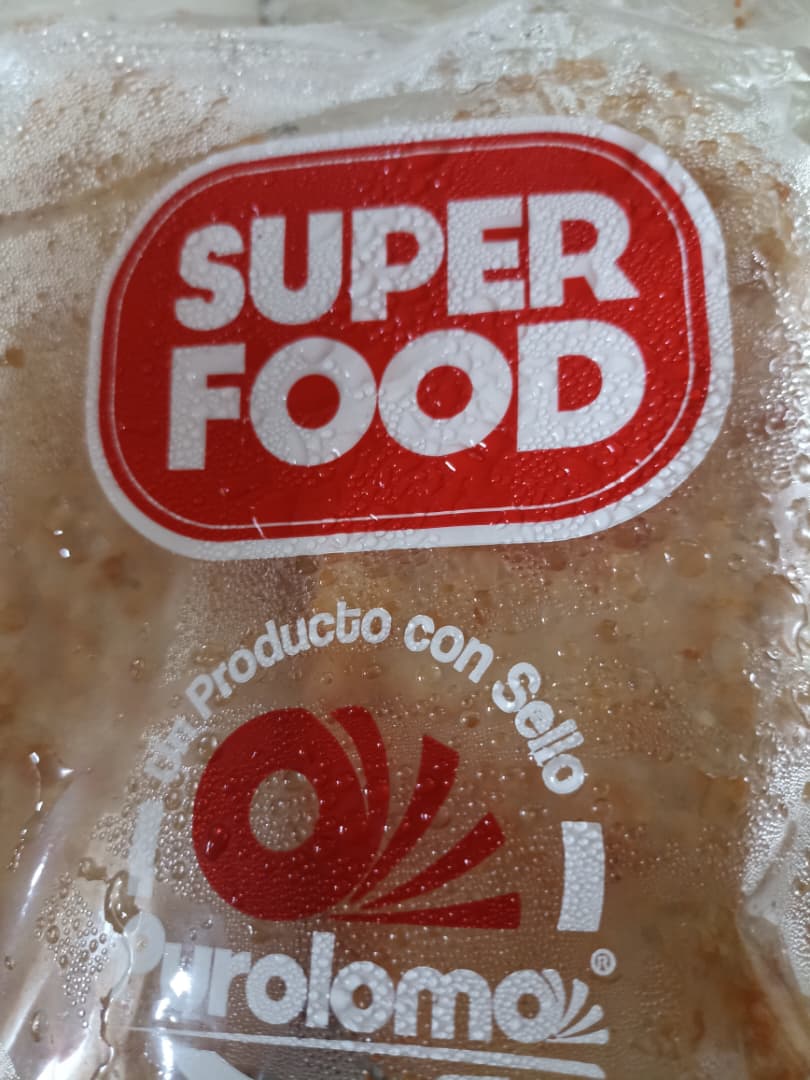 SUPER
FOOD
Un Producto con Sello
Purolomo®